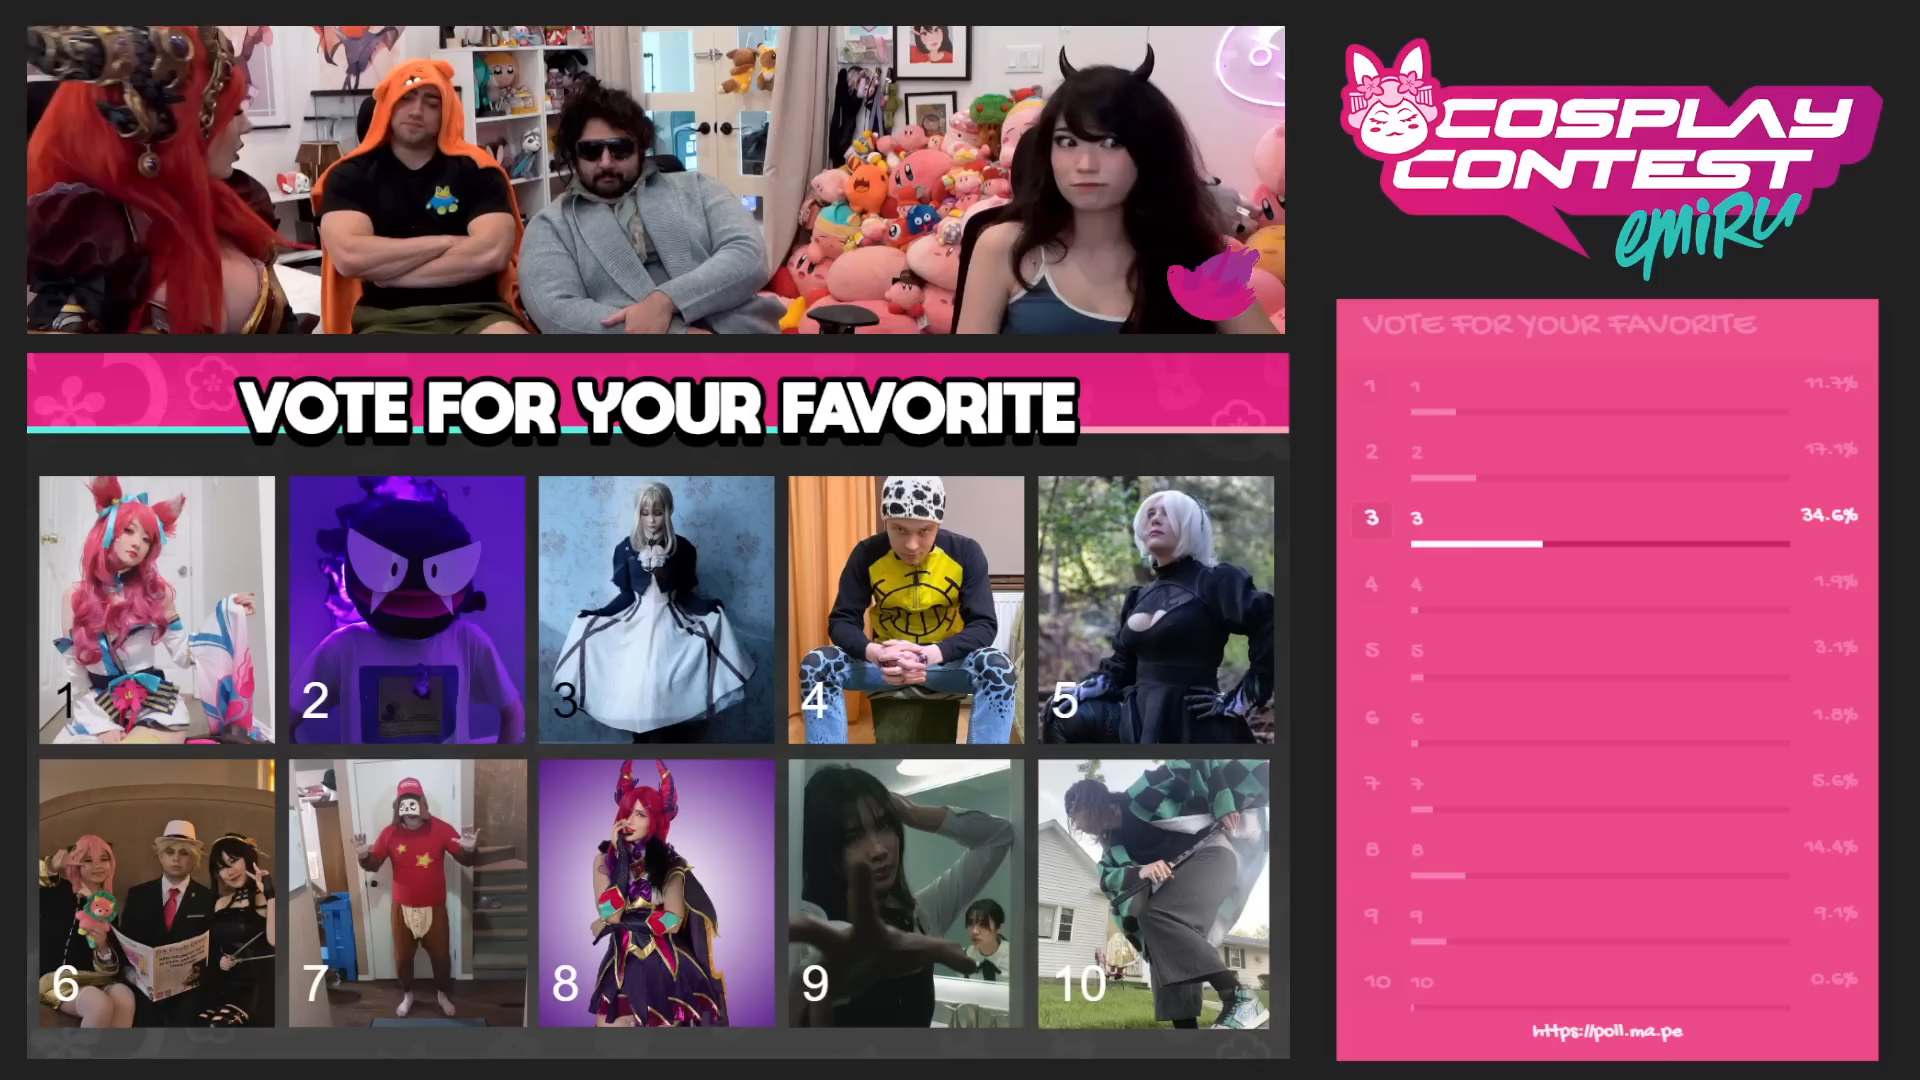 COSPLAY
CONTEST
emiru
VOTE FOR YOUR FAVORITE
1
2
3
4
5
6
7
8
9
10
VOTE FOR YOUR FAVORITE
1 1 11.7%
2 2 17.1%
3 3 34.6%
4 4 1.9%
5 5 3.1%
6 6 1.8%
7 7 5.6%
8 8 14.4%
9 9 9.1%
10 10 0.6%
https://poll.ma.pe